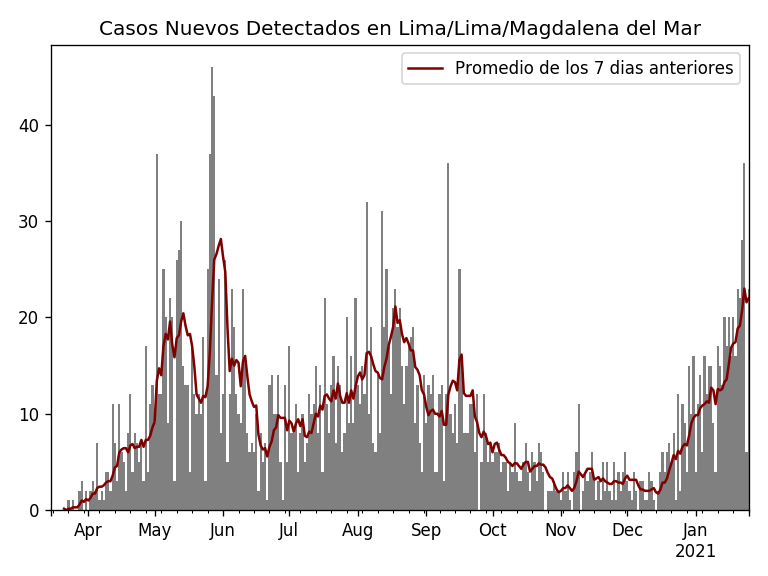 Casos Nuevos Detectados en Lima/Lima/Magdalena del Mar
Promedio de los 7 dias anteriores
40
30
20
10
0
Apr May Jun Jul Aug Sep Oct Nov Dec Jan
2021